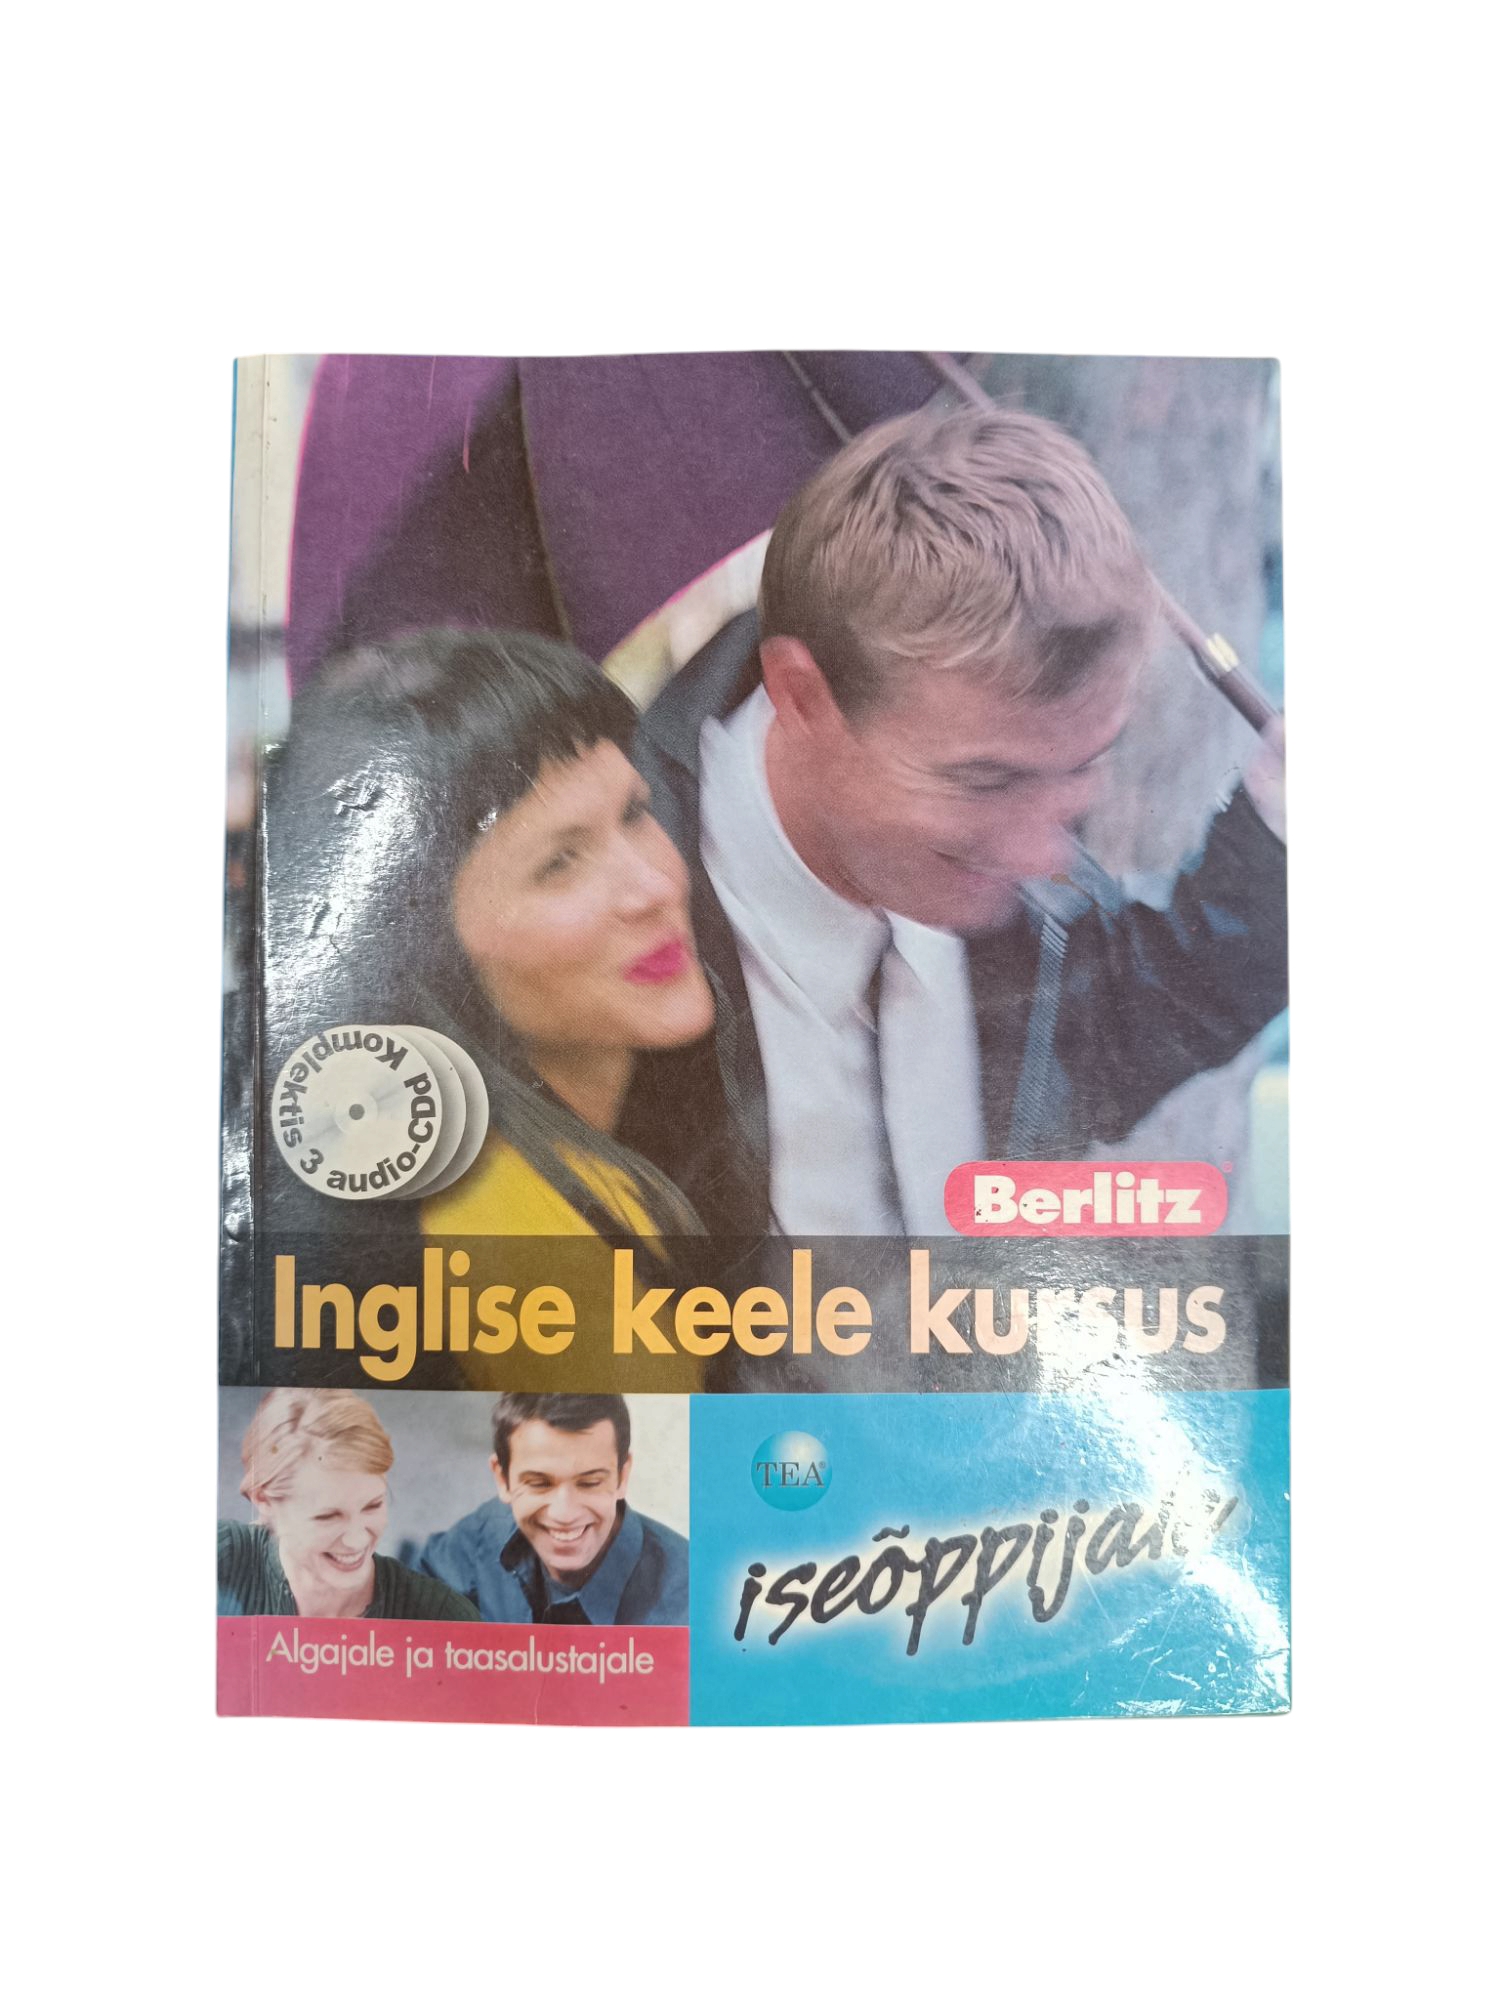 Komplektis 3 audio-CDd
Berlitz®
Inglise keele kursus
TEA®
iseõppijale
Algajale ja taasalustajale